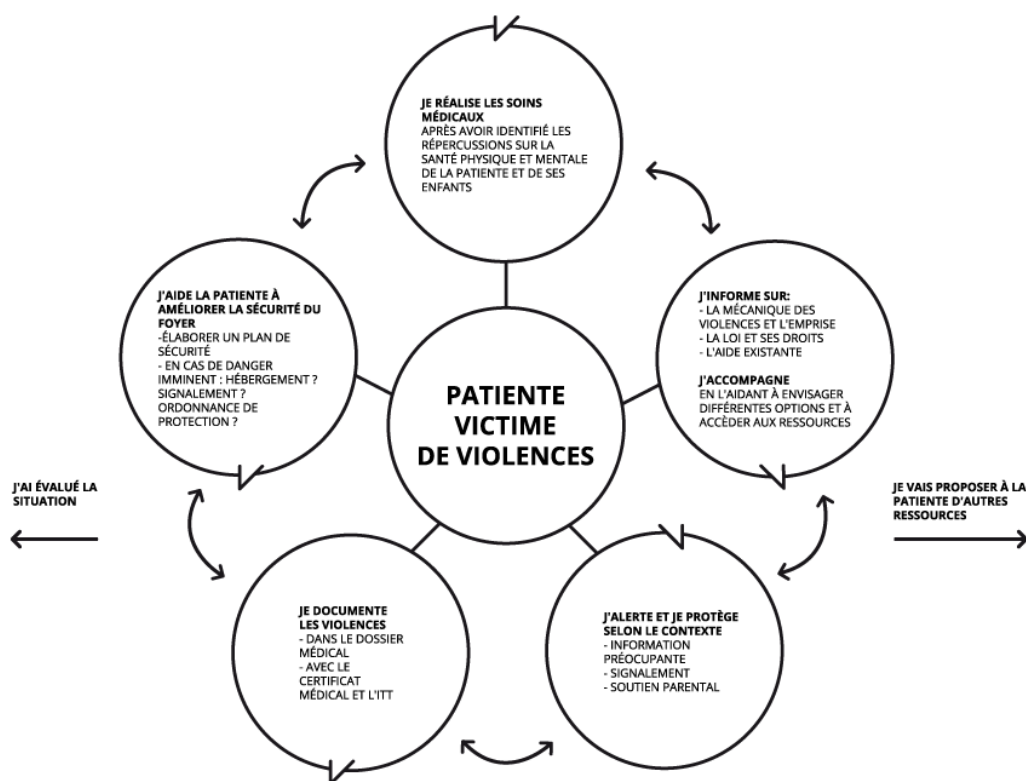 JE RÉALISE LES SOINS
MÉDICAUX
APRÈS AVOIR IDENTIFIÉ LES
RÉPERCUSSIONS SUR LA
SANTÉ PHYSIQUE ET MENTALE
DE LA PATIENTE ET DE SES
ENFANTS
J'AIDE LA PATIENTE À
AMÉLIORER LA SÉCURITÉ DU
FOYER
-ÉLABORER UN PLAN DE
SÉCURITÉ
- EN CAS DE DANGER
IMMINENT : HÉBERGEMENT ?
SIGNALEMENT ?
ORDONNANCE DE
PROTECTION ?
J'INFORME SUR:
- LA MÉCANIQUE DES
VIOLENCES ET L'EMPRISE
- LA LOI ET SES DROITS
- L'AIDE EXISTANTE
J'ACCOMPAGNE
EN L'AIDANT À ENVISAGER
DIFFÉRENTES OPTIONS ET À
ACCÈDER AUX RESSOURCES
PATIENTE
VICTIME
DE VIOLENCES
J'AI ÉVALUÉ LA
SITUATION
JE VAIS PROPOSER À LA
PATIENTE D'AUTRES
RESSOURCES
JE DOCUMENTE
LES VIOLENCES
- DANS LE DOSSIER
MÉDICAL
- AVEC LE
CERTIFICAT
MÉDICAL ET L'ITT
J'ALERTE ET JE PROTÈGE
SELON LE CONTEXTE
- INFORMATION
PRÉOCCUPANTE
- SIGNALEMENT
- SOUTIEN PARENTAL